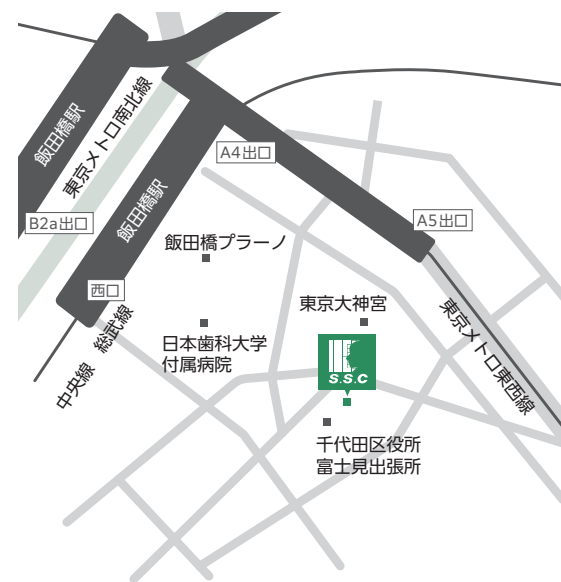 飯田橋駅
東京メトロ南北線
A4出口
B2a出口
飯田橋駅
A5出口
飯田橋プラーノ
西口
中央線 総武線
日本歯科大学
付属病院
東京大神宮
東京メトロ東西線
S.S.C
千代田区役所
富士見出張所